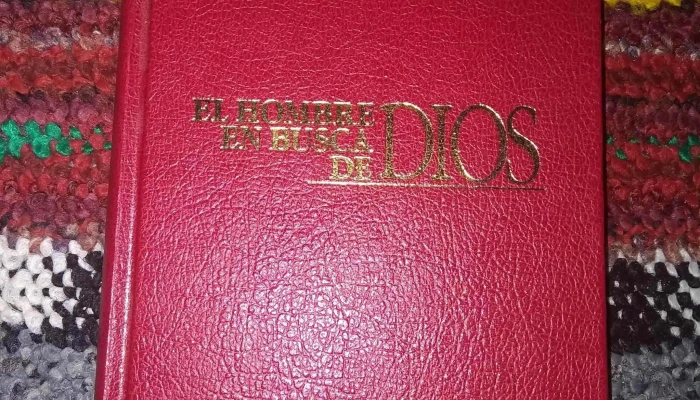 EL HOMBRE
EN BUSCA
DE DIOS